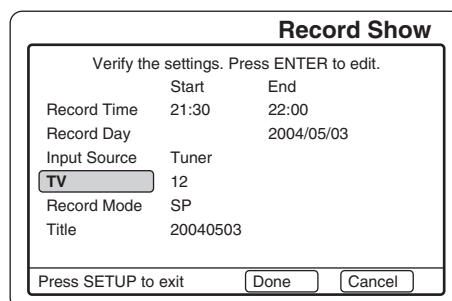 Record Show
Verify the settings. Press ENTER to edit.
Start End
Record Time 21:30 22:00
Record Day 2004/05/03
Input Source Tuner
TV 12
Record Mode SP
Title 20040503
Press SETUP to exit Done Cancel